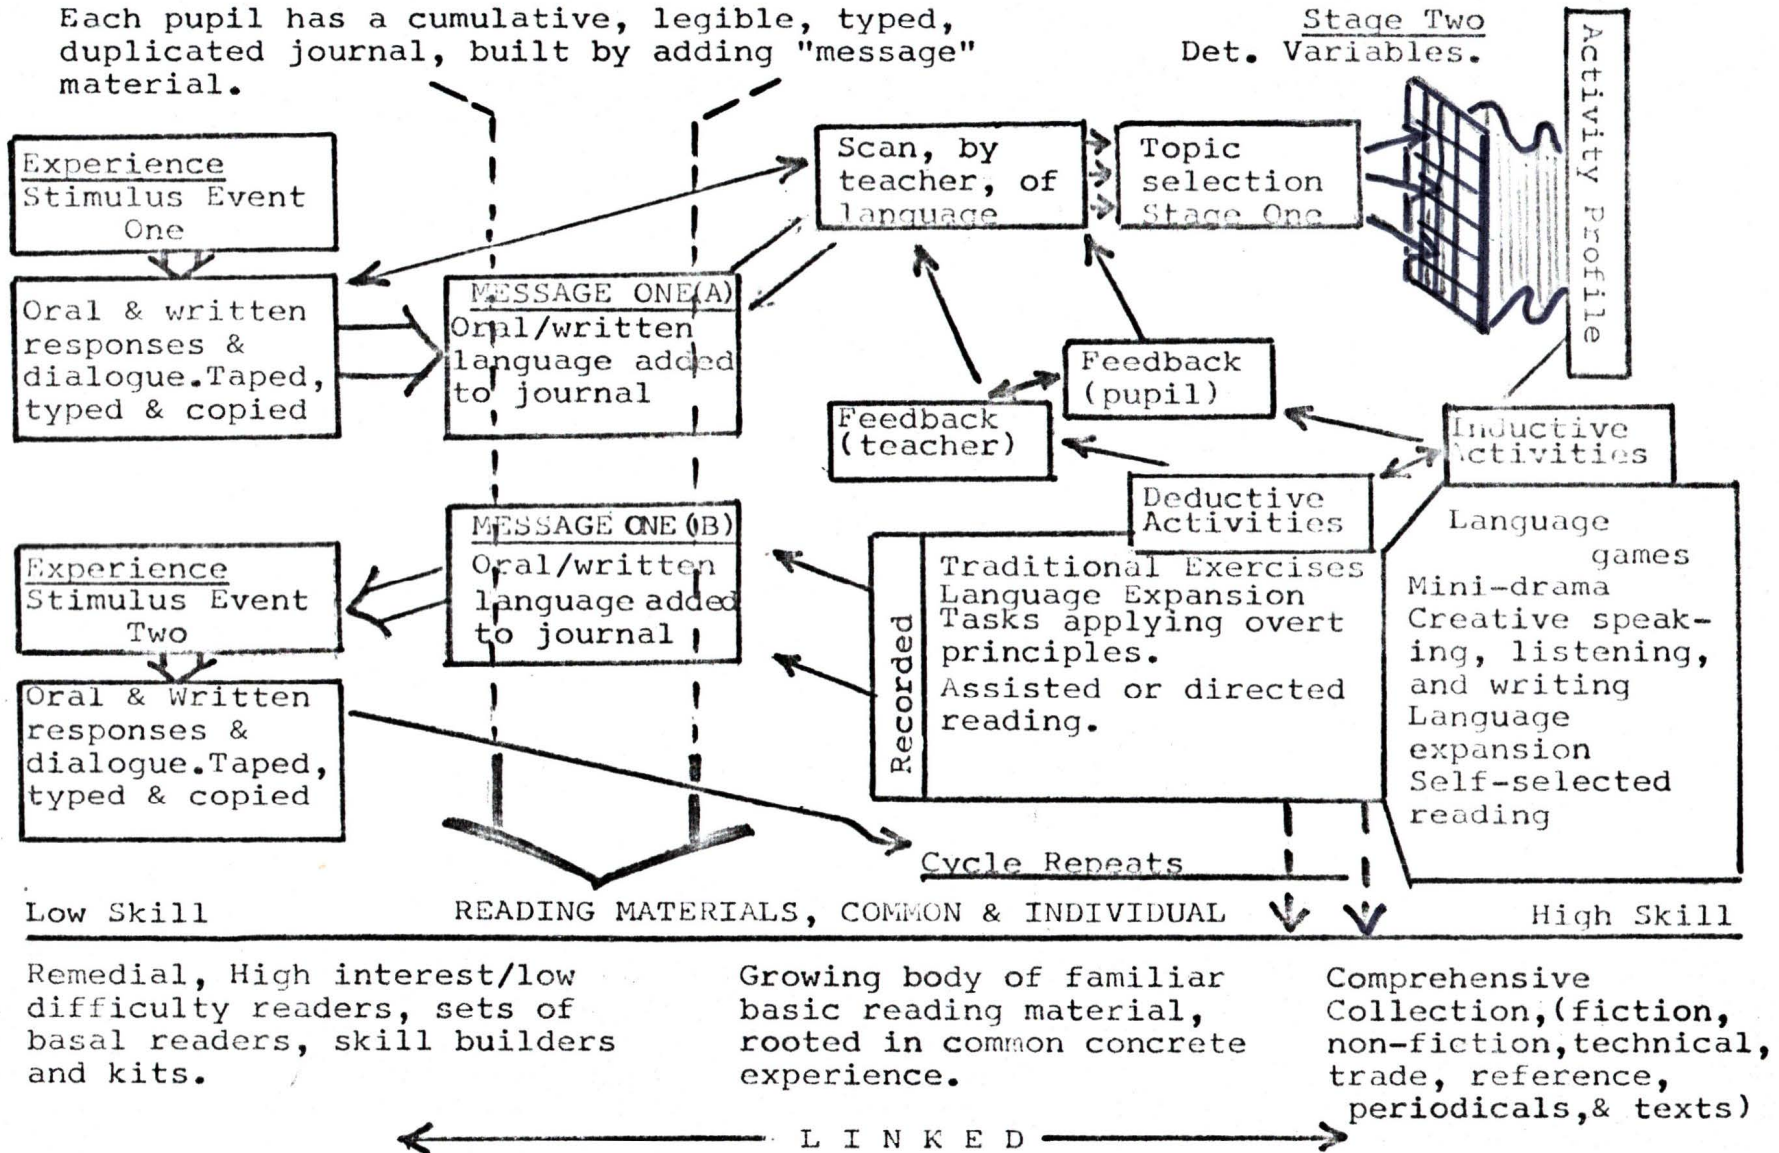 Each pupil has a cumulative, legible, typed,
duplicated journal, built by adding "message"
material.
Stage Two
Det. Variables.
Activity Profile
Experience
Stimulus Event
One
Oral & written
responses &
dialogue.Taped,
typed & copied
MESSAGE ONE(A)
Oral/written
language added
to journal
Scan, by
teacher, of
language
Topic
selection
Stage One
Feedback
(pupil)
Feedback
(teacher)
Inductive
Activities
Deductive
Activities
Experience
Stimulus Event
Two
Oral & Written
responses &
dialogue.Taped,
typed & copied
MESSAGE ONE(B)
Oral/written
language added
to journal
Recorded
Traditional Exercises
Language Expansion
Tasks applying overt
principles.
Assisted or directed
reading.
Language
games
Mini-drama
Creative speak-
ing, listening,
and writing
Language
expansion
Self-selected
reading
Cycle Repeats
Low Skill
READING MATERIALS, COMMON & INDIVIDUAL
High Skill
Remedial, High interest/low
difficulty readers, sets of
basal readers, skill builders
and kits.
Growing body of familiar
basic reading material,
rooted in common concrete
experience.
Comprehensive
Collection,(fiction,
non-fiction,technical,
trade, reference,
periodicals,& texts)
L I N K E D